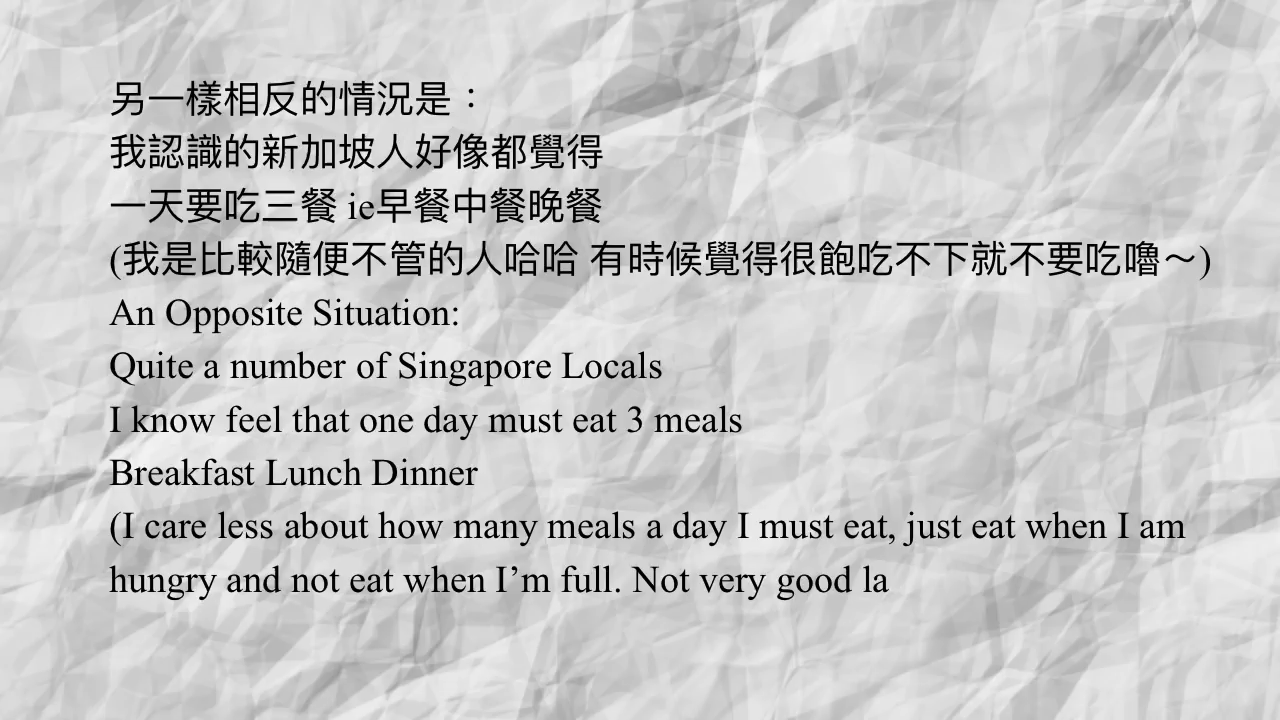 另一樣相反的情況是：
我認識的新加坡人好像都覺得
一天要吃三餐 ie早餐中餐晚餐
(我是比較隨便不管的人哈哈 有時候覺得很飽吃不下就不要吃嚕～)
An Opposite Situation:
Quite a number of Singapore Locals
I know feel that one day must eat 3 meals
Breakfast Lunch Dinner
(I care less about how many meals a day I must eat, just eat when I am
hungry and not eat when I’m full. Not very good la